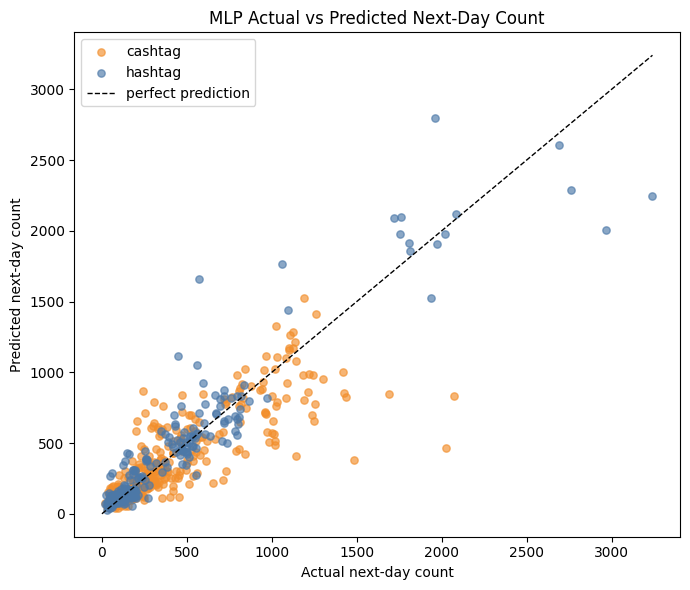 MLP Actual vs Predicted Next-Day Count
cashtag
hashtag
perfect prediction
Predicted next-day count
3000
2500
2000
1500
1000
500
0
0 500 1000 1500 2000 2500 3000
Actual next-day count